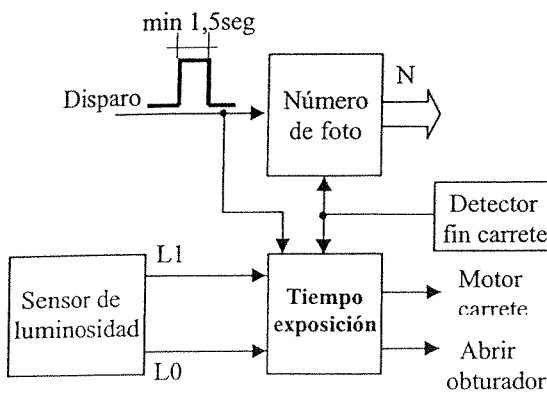 min 1,5seg
Disparo
Número
de foto
N
Detector
fin carrete
L1
Sensor de
luminosidad
L0
Tiempo
exposición
Motor
carrete
Abrir
obturador